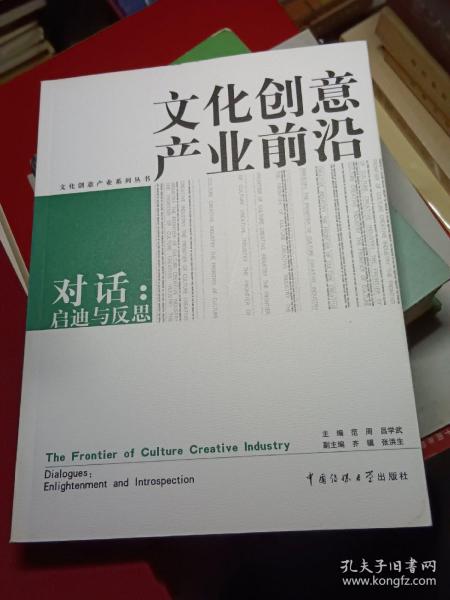 文化创意
产业前沿
文化创意产业系列丛书
对话：
启迪与反思
主 编 范 周 吕学武
副主编 齐 骥 张洪生
The Frontier of Culture Creative Industry
Dialogues:
Enlightenment and Introspection
中国传媒大学出版社
孔夫子旧书网
www.kongfz.com